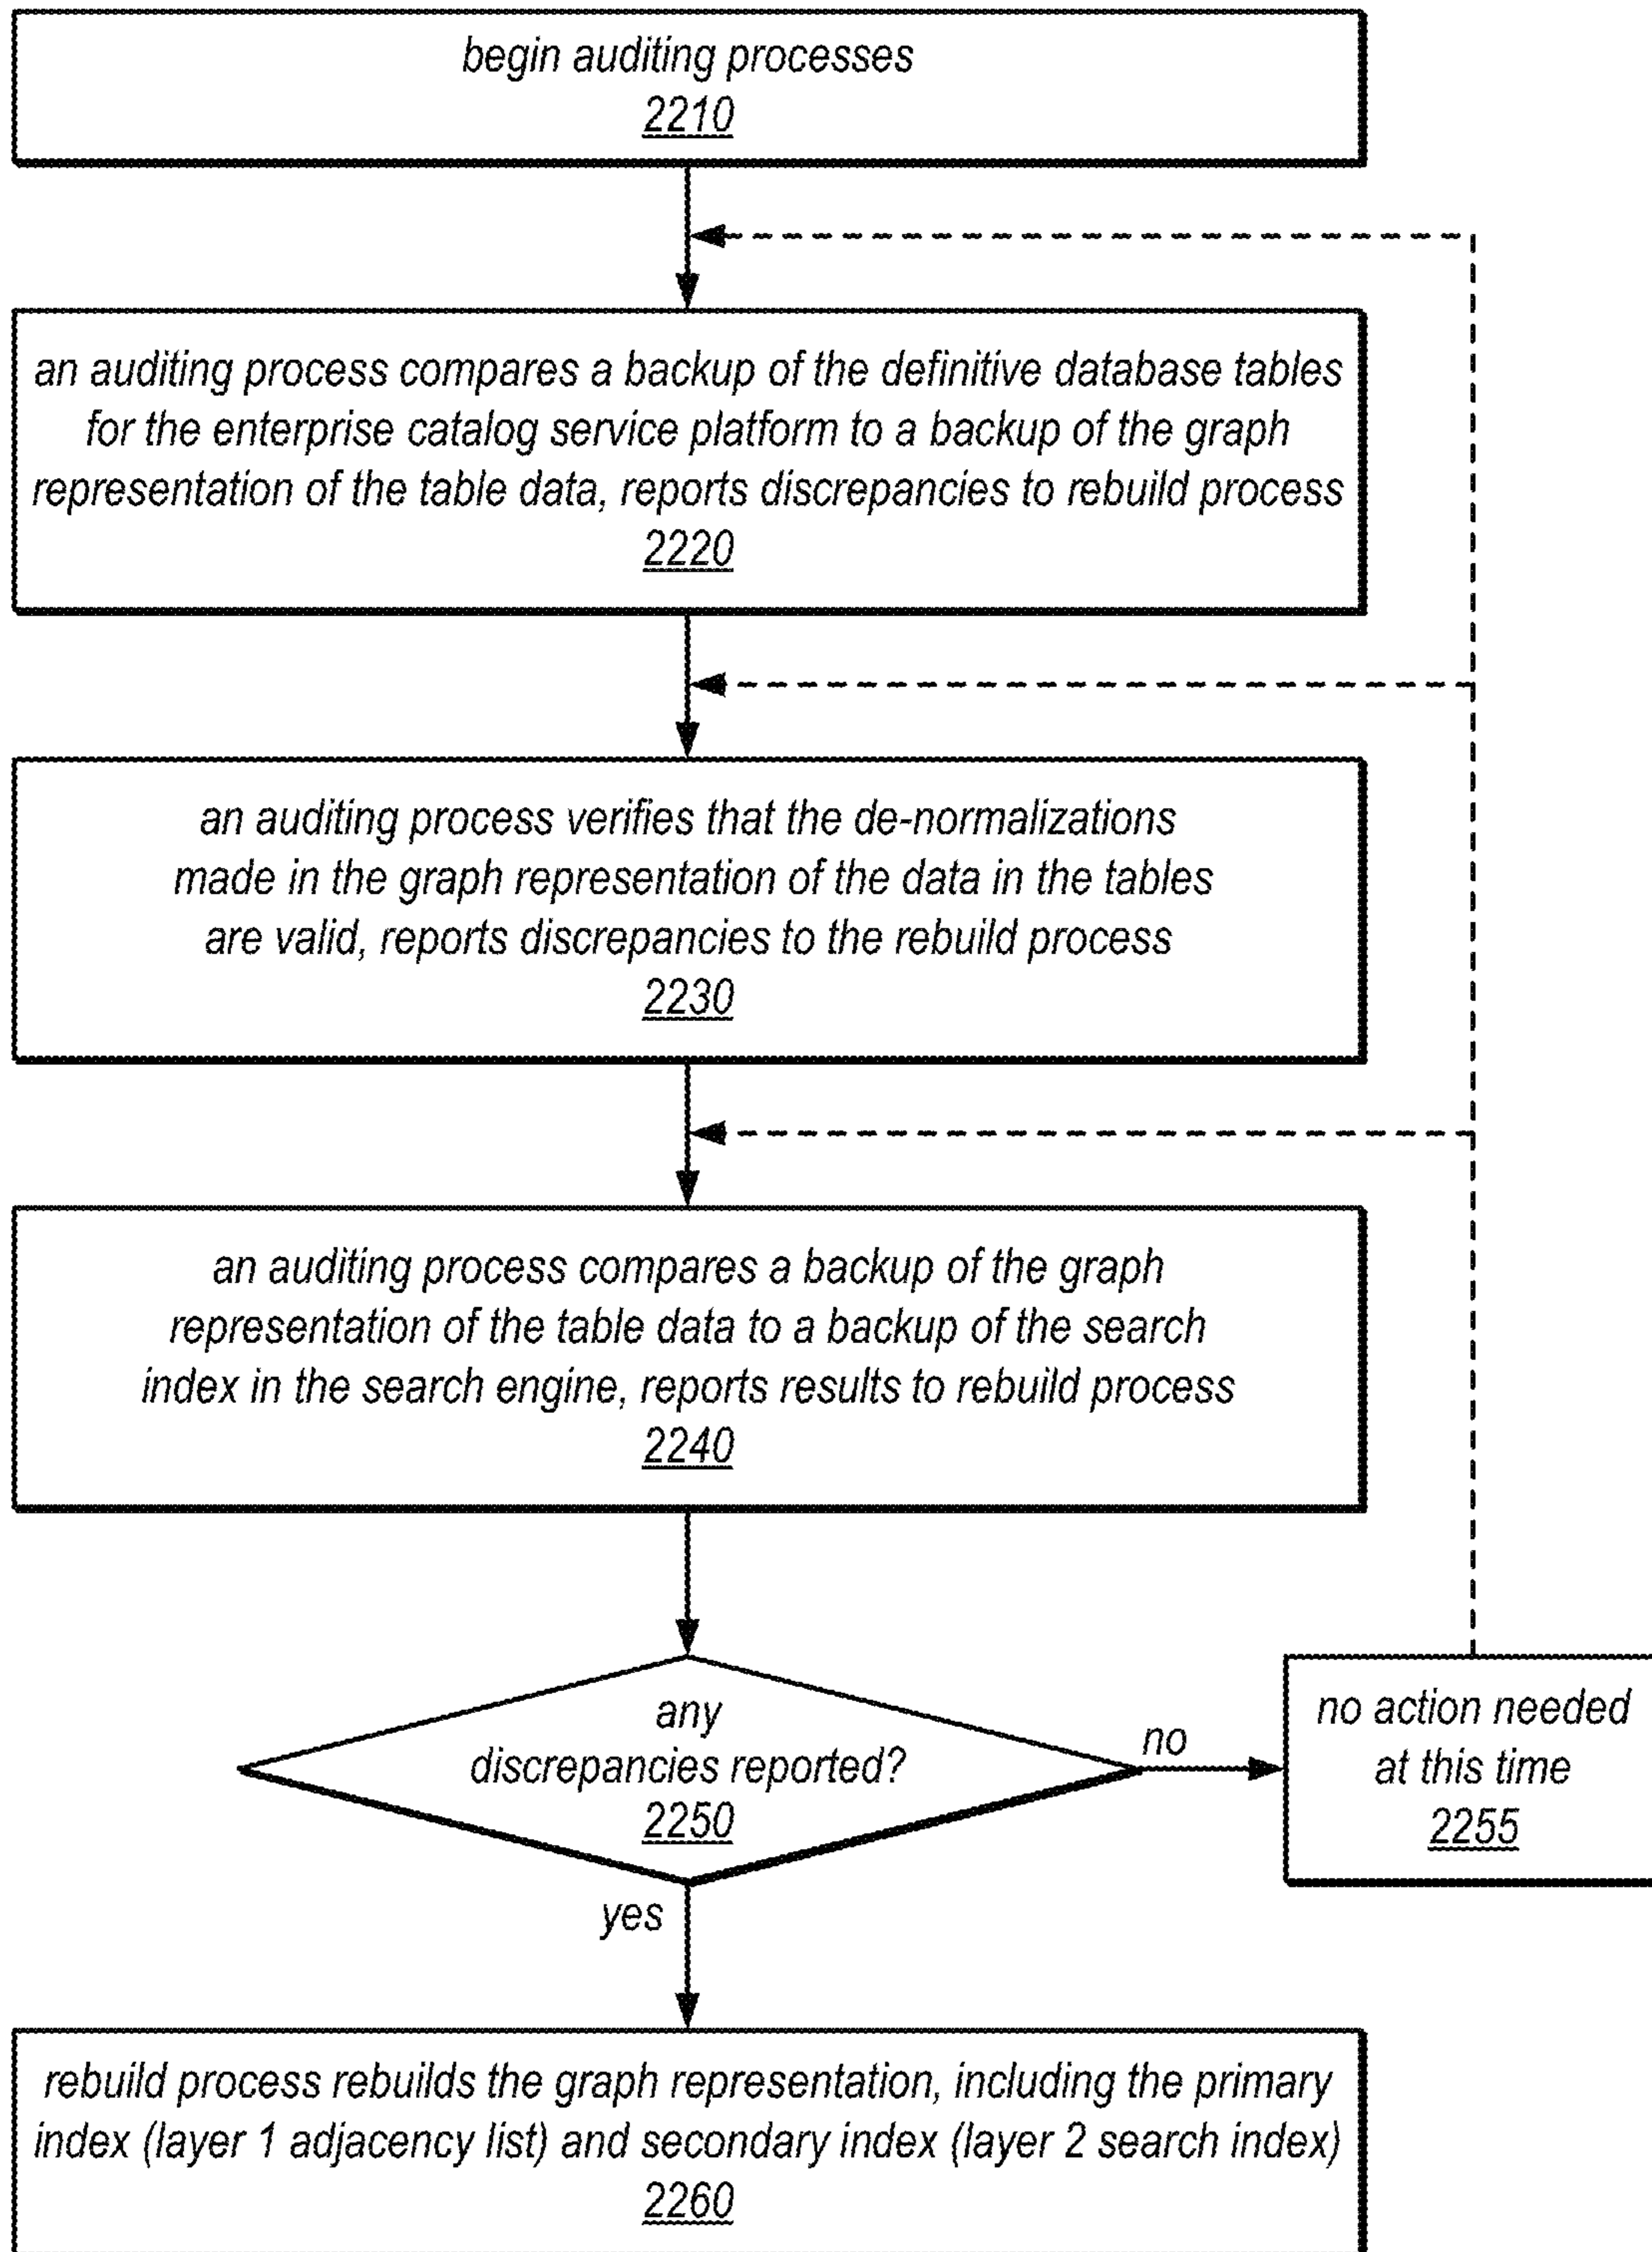 begin auditing processes
2210
an auditing process compares a backup of the definitive database tables
for the enterprise catalog service platform to a backup of the graph
representation of the table data, reports discrepancies to rebuild process
2220
an auditing process verifies that the de-normalizations
made in the graph representation of the data in the tables
are valid, reports discrepancies to the rebuild process
2230
an auditing process compares a backup of the graph
representation of the table data to a backup of the search
index in the search engine, reports results to rebuild process
2240
any
discrepancies reported?
2250
no
no action needed
at this time
2255
yes
rebuild process rebuilds the graph representation, including the primary
index (layer 1 adjacency list) and secondary index (layer 2 search index)
2260